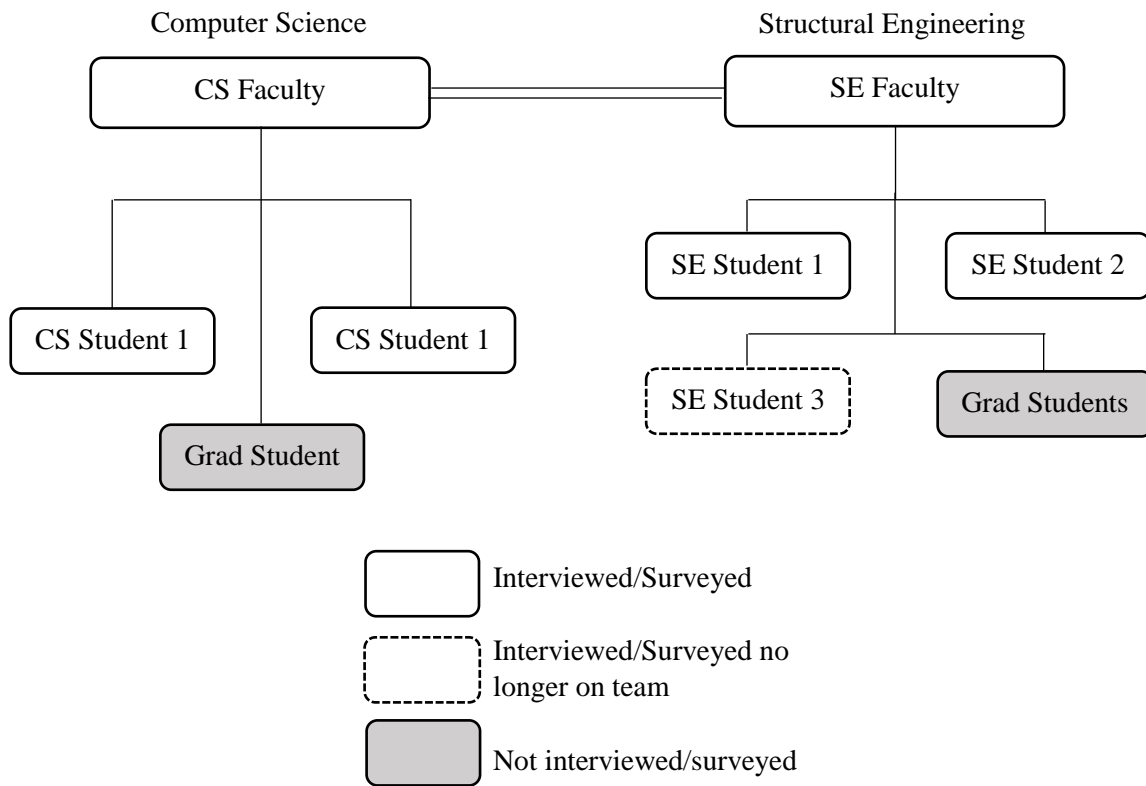 Computer Science
Structural Engineering
CS Faculty
SE Faculty
SE Student 1
SE Student 2
CS Student 1
CS Student 1
SE Student 3
Grad Students
Grad Student
Interviewed/Surveyed
Interviewed/Surveyed no
longer on team
Not interviewed/surveyed